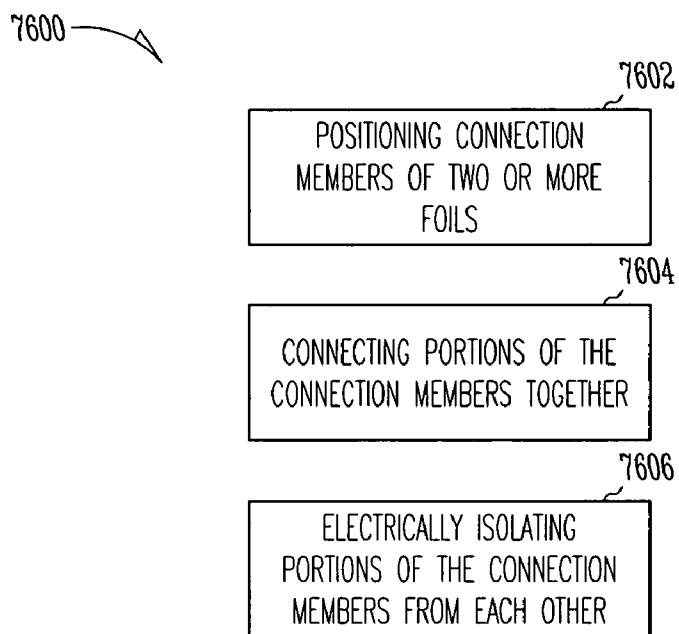 7600
7602
POSITIONING CONNECTION
MEMBERS OF TWO OR MORE
FOILS
7604
CONNECTING PORTIONS OF THE
CONNECTION MEMBERS TOGETHER
7606
ELECTRICALLY ISOLATING
PORTIONS OF THE CONNECTION
MEMBERS FROM EACH OTHER